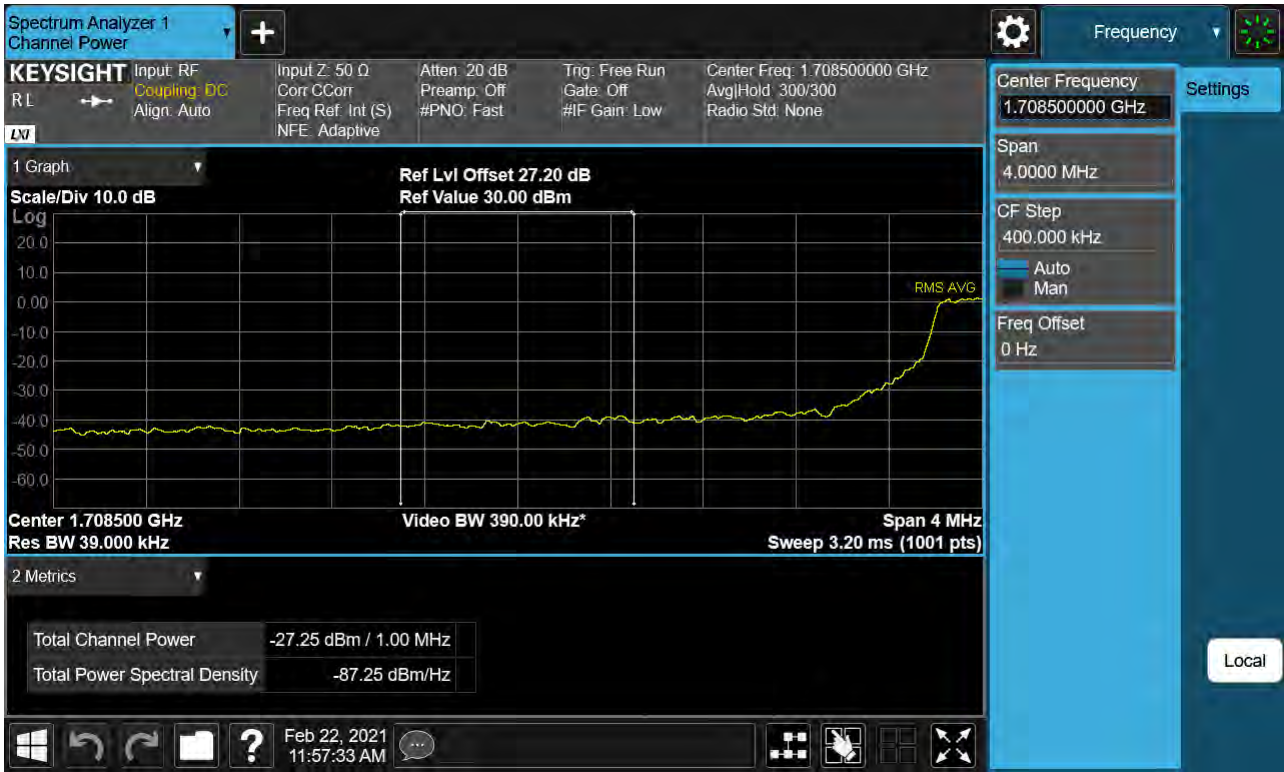 Spectrum Analyzer 1
Channel Power
Frequency
KEYSIGHT
RL
LXI
Input: RF
Coupling: DC
Align: Auto
Input Z: 50 Ω
Corr CCorr
Freq Ref: Int (S)
NFE: Adaptive
Atten: 20 dB
Preamp: Off
#PNO: Fast
Trig: Free Run
Gate: Off
#IF Gain: Low
Center Freq: 1.708500000 GHz
Avg|Hold: 300/300
Radio Std: None
1 Graph
Scale/Div 10.0 dB
Ref Lvl Offset 27.20 dB
Ref Value 30.00 dBm
Log
20.0
10.0
0.00
-10.0
-20.0
-30.0
-40.0
-50.0
-60.0
RMS AVG
Center 1.708500 GHz
Video BW 390.00 kHz*
Span 4 MHz
Res BW 39.000 kHz
Sweep 3.20 ms (1001 pts)
2 Metrics
Total Channel Power -27.25 dBm / 1.00 MHz
Total Power Spectral Density -87.25 dBm/Hz
Feb 22, 2021
11:57:33 AM
Center Frequency
1.708500000 GHz
Span
4.0000 MHz
CF Step
400.000 kHz
Auto
Man
Freq Offset
0 Hz
Settings
Local